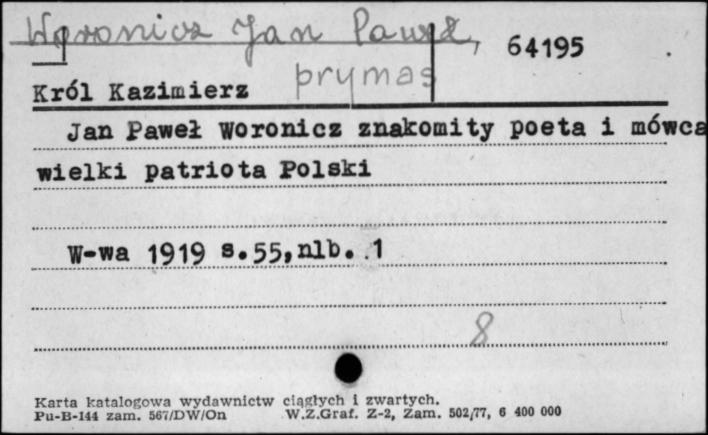 Woronicz Jan Paweł, 64195
prymas
Król Kazimierz
Jan Paweł Woronicz znakomity poeta i mówca
wielki patriota Polski
W-wa 1919 s.55,nlb. 1
8
Karta katalogowa wydawnictw ciągłych i zwartych.
Pu-B-144 zam. 567/DW/On W.Z.Graf. Z-2, Zam. 502/77, 6 400 000